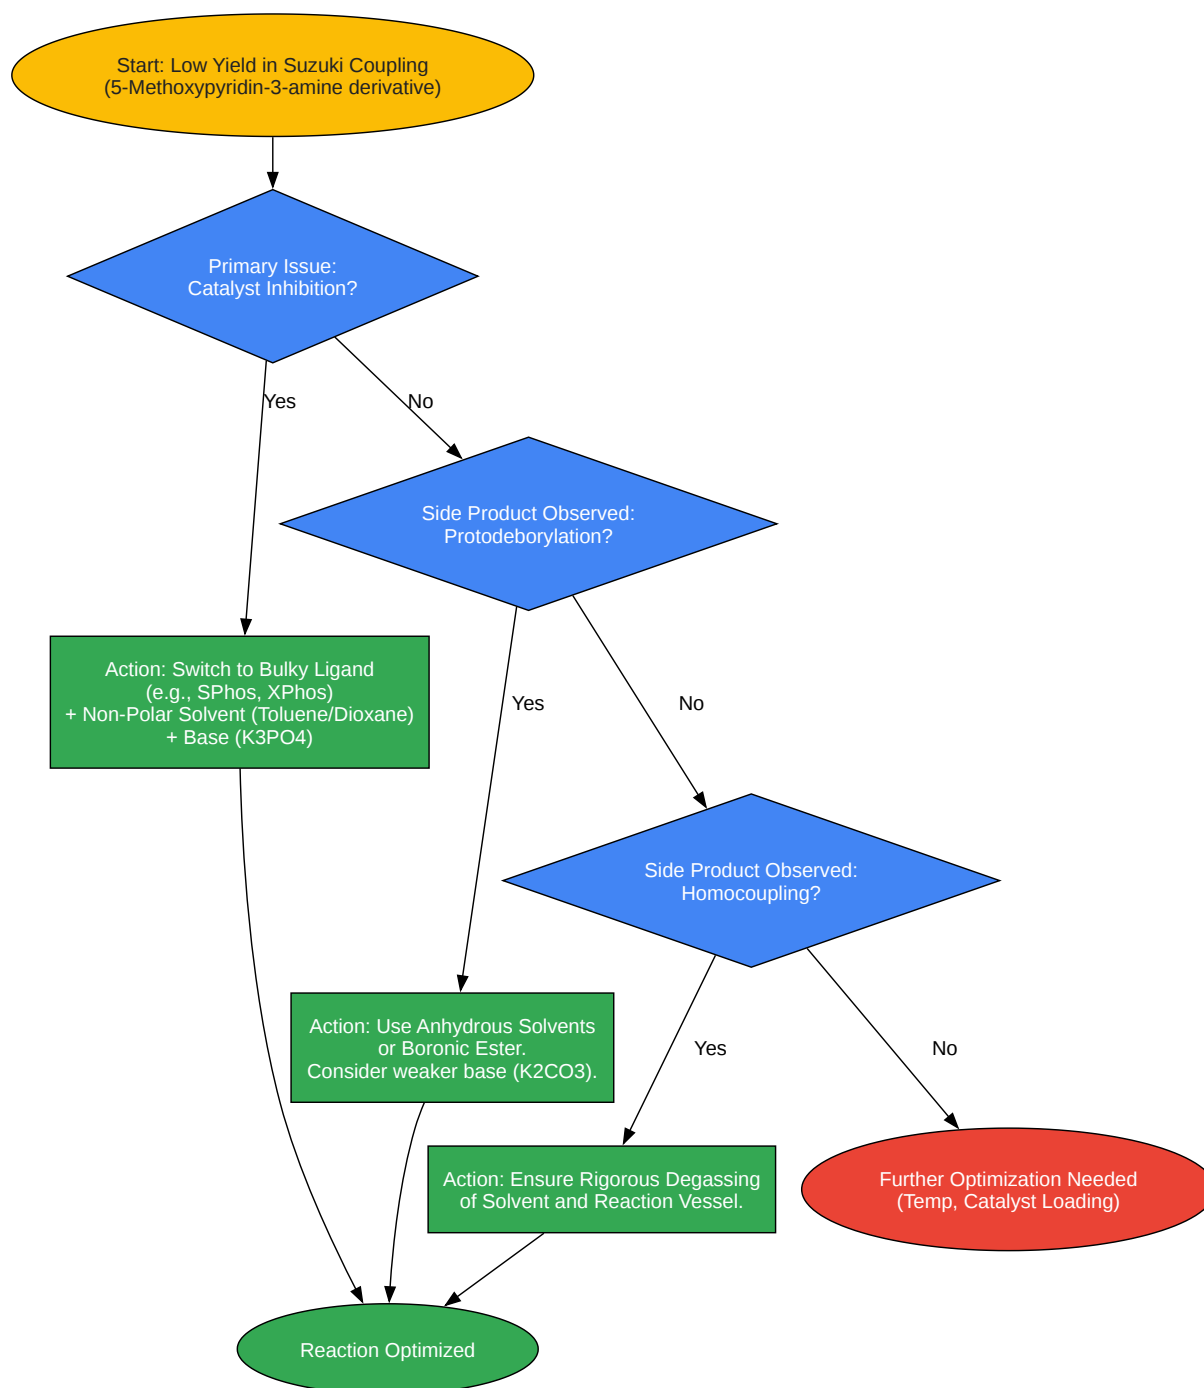 Start: Low Yield in Suzuki Coupling
(5-Methoxypyridin-3-amine derivative)
Primary Issue:
Catalyst Inhibition?
Yes
No
Side Product Observed:
Protodeborylation?
Action: Switch to Bulky Ligand
(e.g., SPhos, XPhos)
+ Non-Polar Solvent (Toluene/Dioxane)
+ Base (K3PO4)
Yes
No
Side Product Observed:
Homocoupling?
Action: Use Anhydrous Solvents
or Boronic Ester.
Consider weaker base (K2CO3).
Yes
No
Action: Ensure Rigorous Degassing
of Solvent and Reaction Vessel.
Further Optimization Needed
(Temp, Catalyst Loading)
Reaction Optimized